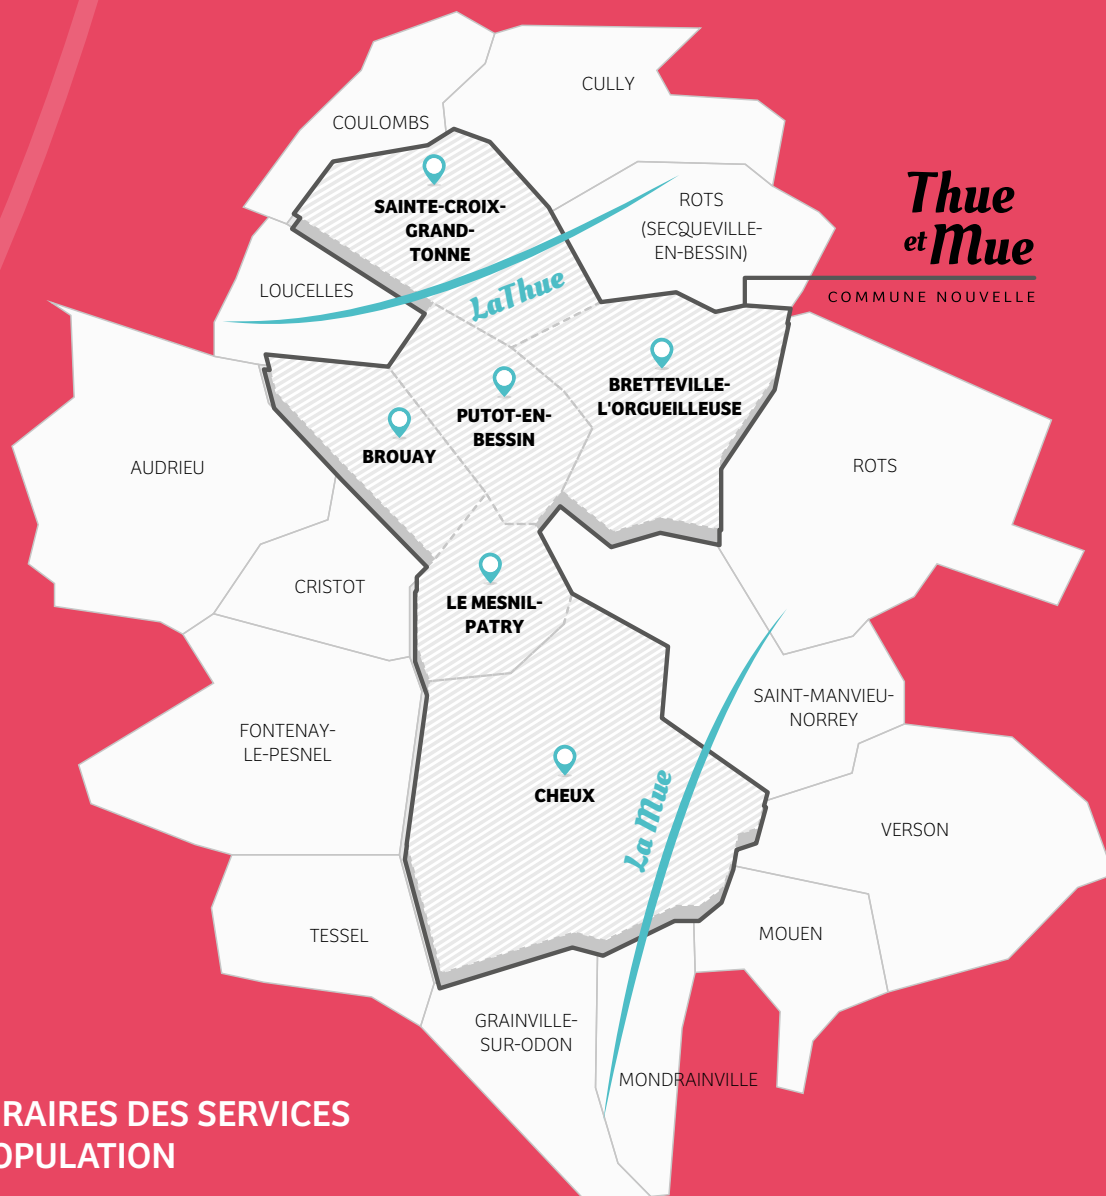 CULLY
COULOMBS
SAINTE-CROIX-
GRAND-
TONNE
ROTS
(SECQUEVILLE-
EN-BESSIN)
Thue
et Mue
COMMUNE NOUVELLE
LOUCELLES
La Thue
BRETTEVILLE-
L'ORGUEILLEUSE
PUTOT-EN-
BESSIN
BROUAY
AUDRIEU
ROTS
CRISTOT
LE MESNIL-
PATRY
SAINT-MANVIEU-
NORREY
FONTENAY-
LE-PESNEL
CHEUX
La Mue
VERSON
TESSEL
MOUEN
GRAINVILLE-
SUR-ODON
MONDRAINVILLE
RAIRES DES SERVICES
OPULATION